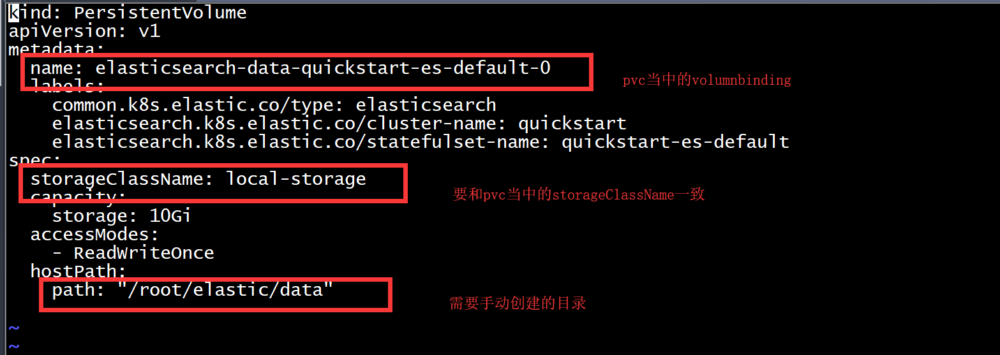 kind: PersistentVolume
apiVersion: v1
metadata:
name: elasticsearch-data-quickstart-es-default-0
pvc当中的volumnbinding
labels:
common.k8s.elastic.co/type: elasticsearch
elasticsearch.k8s.elastic.co/cluster-name: quickstart
elasticsearch.k8s.elastic.co/statefulset-name: quickstart-es-default
spec:
storageClassName: local-storage
要和pvc当中的storageClassName一致
capacity:
storage: 10Gi
accessModes:
- ReadWriteOnce
hostPath:
path: "/root/elastic/data"
需要手动创建的目录
~
~